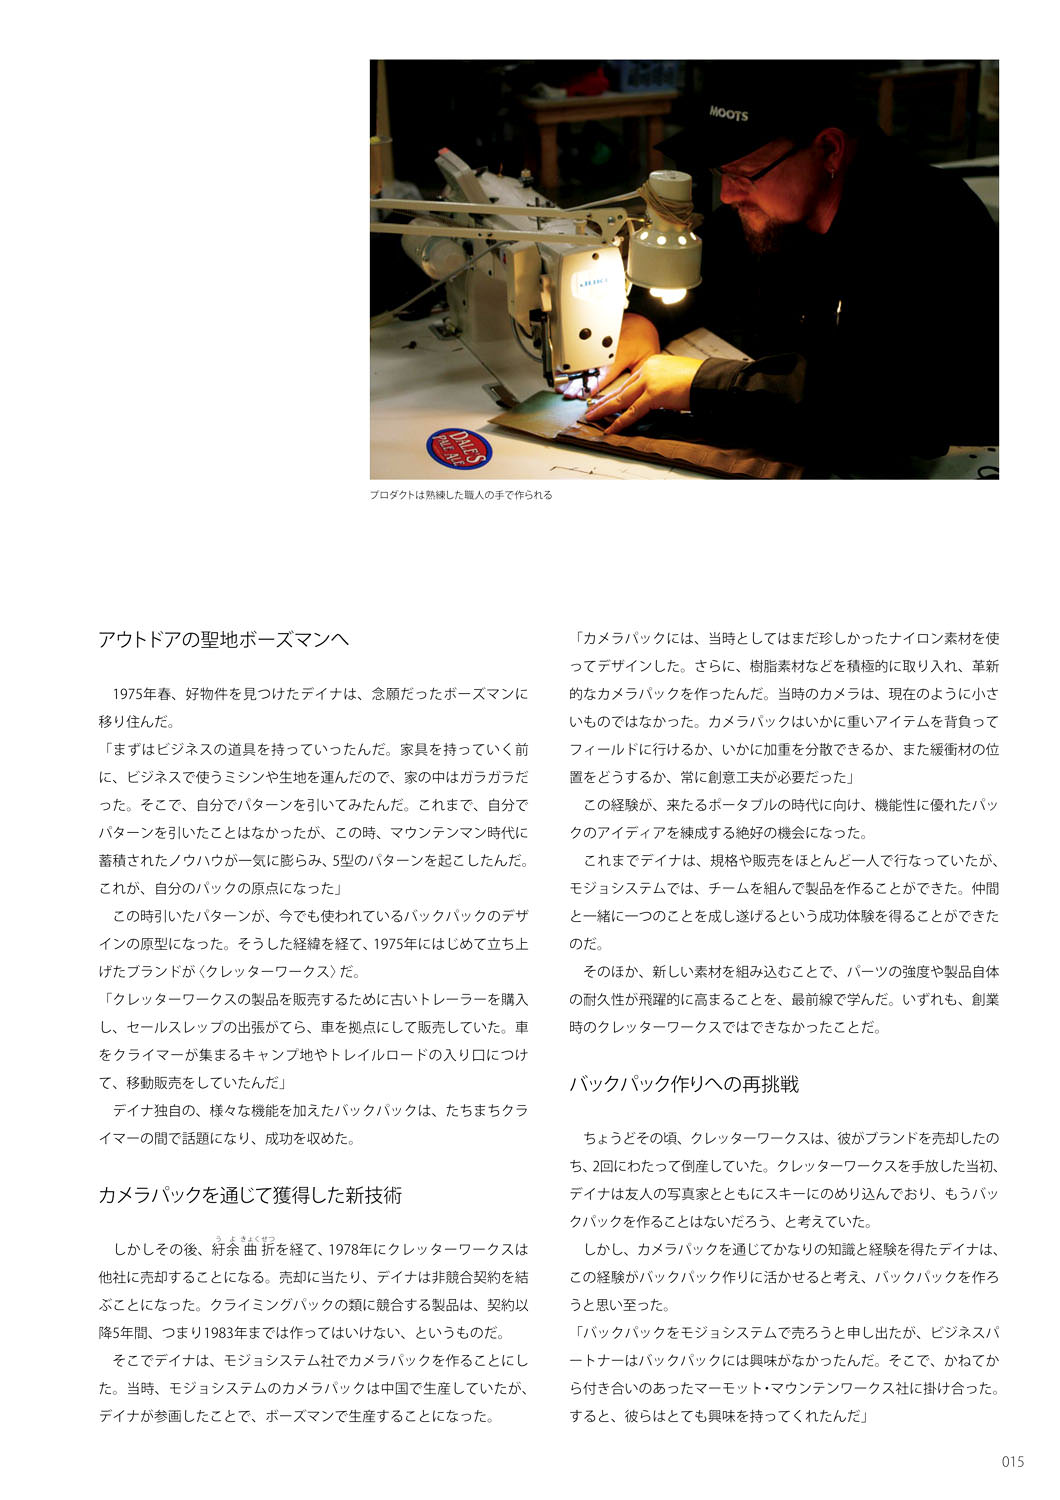 MOOTS
JUKI
DALE'S
PALE ALE
プロダクトは熟練した職人の手で作られる
アウトドアの聖地ボーズマンへ
1975年春、好物件を見つけたデイナは、念願だったボーズマンに
移り住んだ。
「まずはビジネスの道具を持っていったんだ。家具を持っていく前
に、ビジネスで使うミシンや生地を運んだので、家の中はガラガラだ
った。そこで、自分でパターンを引いてみたんだ。これまで、自分で
パターンを引いたことはなかったが、この時、マウンテンマン時代に
蓄積されたノウハウが一気に膨らみ、5型のパターンを起こしたんだ。
これが、自分のパックの原点になった」
この時引いたパターンが、今でも使われているバックパックのデザ
インの原型になった。そうした経緯を経て、1975年にはじめて立ち上
げたブランドが〈クレッターワークス〉だ。
「クレッターワークスの製品を販売するために古いトレーラーを購入
し、セールスレップの出張がてら、車を拠点にして販売していた。車
をクライマーが集まるキャンプ地やトレイルロードの入り口につけ
て、移動販売をしていたんだ」
デイナ独自の、様々な機能を加えたバックパックは、たちまちクラ
イマーの間で話題になり、成功を収めた。
カメラパックを通じて獲得した新技術
うよきょくせつ
しかしその後、紆余曲折を経て、1978年にクレッターワークスは
他社に売却することになる。売却に当たり、デイナは非競合契約を結
ぶことになった。クライミングパックの類に競合する製品は、契約以
降5年間、つまり1983年までは作ってはいけない、というものだ。
そこでデイナは、モジョシステム社でカメラパックを作ることにし
た。当時、モジョシステムのカメラパックは中国で生産していたが、
デイナが参画したことで、ボーズマンで生産することになった。
「カメラパックには、当時としてはまだ珍しかったナイロン素材を使
ってデザインした。さらに、樹脂素材などを積極的に取り入れ、革新
的なカメラパックを作ったんだ。当時のカメラは、現在のように小さ
いものではなかった。カメラパックはいかに重いアイテムを背負って
フィールドに行けるか、いかに加重を分散できるか、また緩衝材の位
置をどうするか、常に創意工夫が必要だった」
この経験が、来たるポータブルの時代に向け、機能性に優れたパッ
クのアイディアを練成する絶好の機会になった。
これまでデイナは、規格や販売をほとんど一人で行なっていたが、
モジョシステムでは、チームを組んで製品を作ることができた。仲間
と一緒に一つのことを成し遂げるという成功体験を得ることができた
のだ。
そのほか、新しい素材を組み込むことで、パーツの強度や製品自体
の耐久性が飛躍的に高まることを、最前線で学んだ。いずれも、創業
時のクレッターワークスではできなかったことだ。
バックパック作りへの再挑戦
ちょうどその頃、クレッターワークスは、彼がブランドを売却したの
ち、2回にわたって倒産していた。クレッターワークスを手放した当初、
デイナは友人の写真家とともにスキーにのめり込んでおり、もうバッ
クパックを作ることはないだろう、と考えていた。
しかし、カメラパックを通じてかなりの知識と経験を得たデイナは、
この経験がバックパック作りに活かせると考え、バックパックを作ろ
うと思い至った。
「バックパックをモジョシステムで売ろうと申し出たが、ビジネスパ
ートナーはバックパックには興味がなかったんだ。そこで、かねてか
ら付き合いのあったマーモット・マウンテンワークス社に掛け合った。
すると、彼らはとても興味を持ってくれたんだ」
015